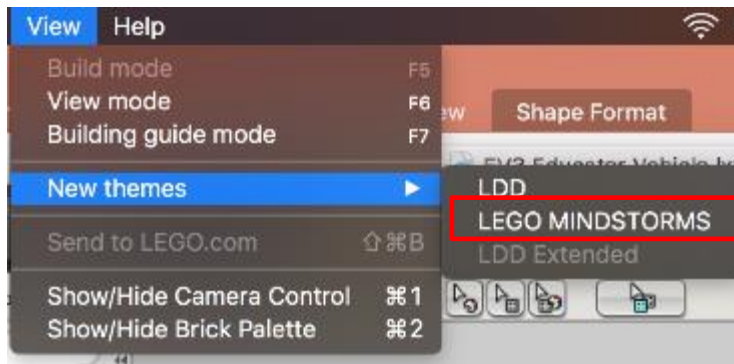 View Help
Build mode F5
View mode F6
Building guide mode F7
New themes
Send to LEGO.com ⇧⌘B
Show/Hide Camera Control ⌘1
Show/Hide Brick Palette ⌘2
Shape Format
LDD
LEGO MINDSTORMS
LDD Extended